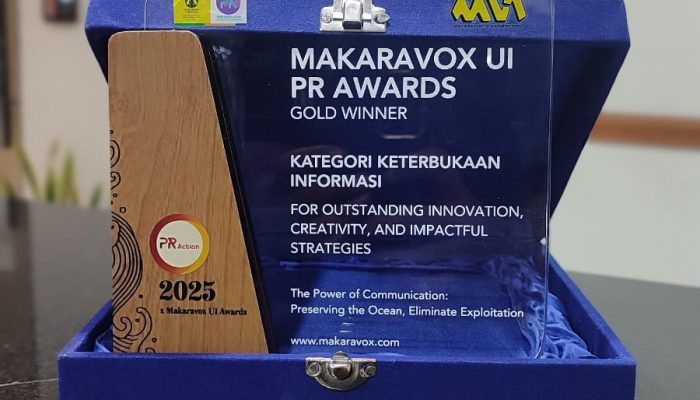 MAKARAVOX UI
PR AWARDS
GOLD WINNER
KATEGORI KETERBUKAAN
INFORMASI
FOR OUTSTANDING INNOVATION,
CREATIVITY, AND IMPACTFUL
STRATEGIES
The Power of Communication:
Preserving the Ocean, Eliminate Exploitation
www.makaravox.com
PR Action
2025
x Makaravox UI Awards